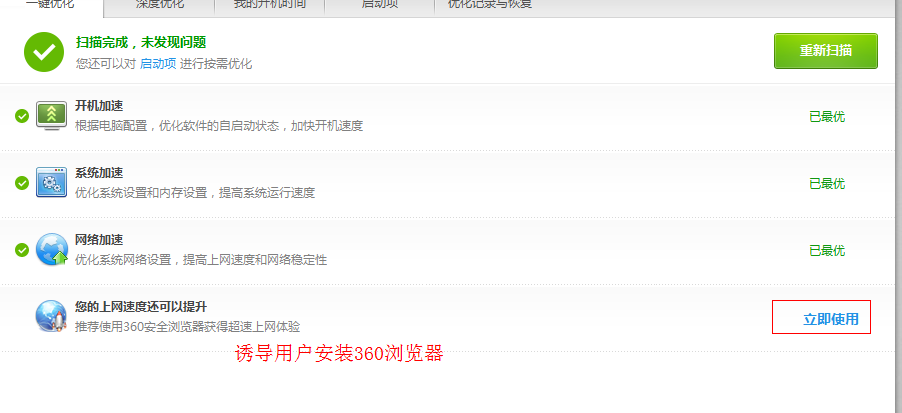 一键优化
深度优化
我的开机时间
启动项
优化记录与恢复
扫描完成，未发现问题
您还可以对 启动项 进行按需优化
重新扫描
开机加速
根据电脑配置，优化软件的自启动状态，加快开机速度
已最优
系统加速
优化系统设置和内存设置，提高系统运行速度
已最优
网络加速
优化系统网络设置，提高上网速度和网络稳定性
已最优
您的上网速度还可以提升
推荐使用360安全浏览器获得超速上网体验
立即使用
诱导用户安装360浏览器